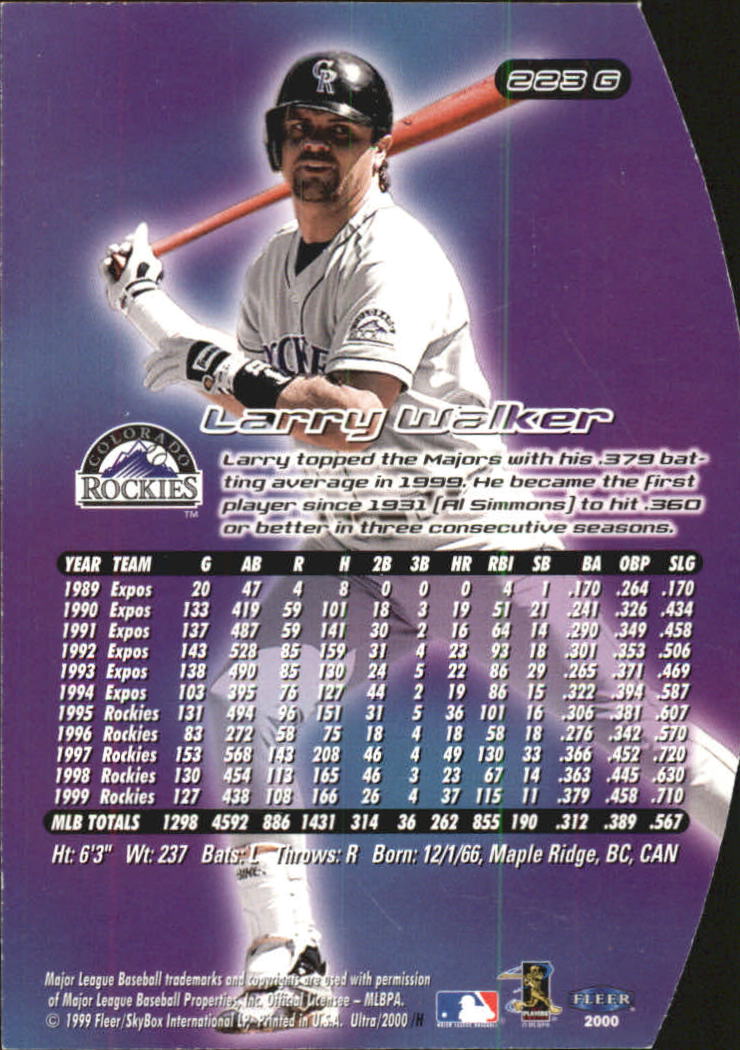 223 G
CR
COLORADO
ROCKIES
Larry Walker
COLORADO
ROCKIES
TM
Larry topped the Majors with his .379 bat-
ting average in 1999. He became the first
player since 1931 [Al Simmons] to hit .360
or better in three consecutive seasons.
YEAR TEAM G AB R H 2B 3B HR RBI SB BA OBP SLG
1989 Expos 20 47 4 8 0 0 0 4 1 .170 .264 .170
1990 Expos 133 419 59 101 18 3 19 51 21 .241 .326 .434
1991 Expos 137 487 59 141 30 2 16 64 14 .290 .349 .458
1992 Expos 143 528 85 159 31 4 23 93 18 .301 .353 .506
1993 Expos 138 490 85 130 24 5 22 86 29 .265 .371 .469
1994 Expos 103 395 76 127 44 2 19 86 15 .322 .394 .587
1995 Rockies 131 494 96 151 31 5 36 101 16 .306 .381 .607
1996 Rockies 83 272 58 75 18 4 18 58 18 .276 .342 .570
1997 Rockies 153 568 143 208 46 4 49 130 33 .366 .452 .720
1998 Rockies 130 454 113 165 46 3 23 67 14 .363 .445 .630
1999 Rockies 127 438 108 166 26 4 37 115 11 .379 .458 .710
MLB TOTALS 1298 4592 886 1431 314 36 262 855 190 .312 .389 .567
Ht: 6'3" Wt: 237 Bats: L Throws: R Born: 12/1/66, Maple Ridge, BC, CAN
Major League Baseball trademarks and copyrights are used with permission
of Major League Baseball Properties, Inc. Official Licensee – MLBPA.
© 1999 Fleer/SkyBox International LP. Printed in U.S.A. Ultra/2000 /H
MAJOR LEAGUE BASEBALL
PLAYERS
FLEER
2000